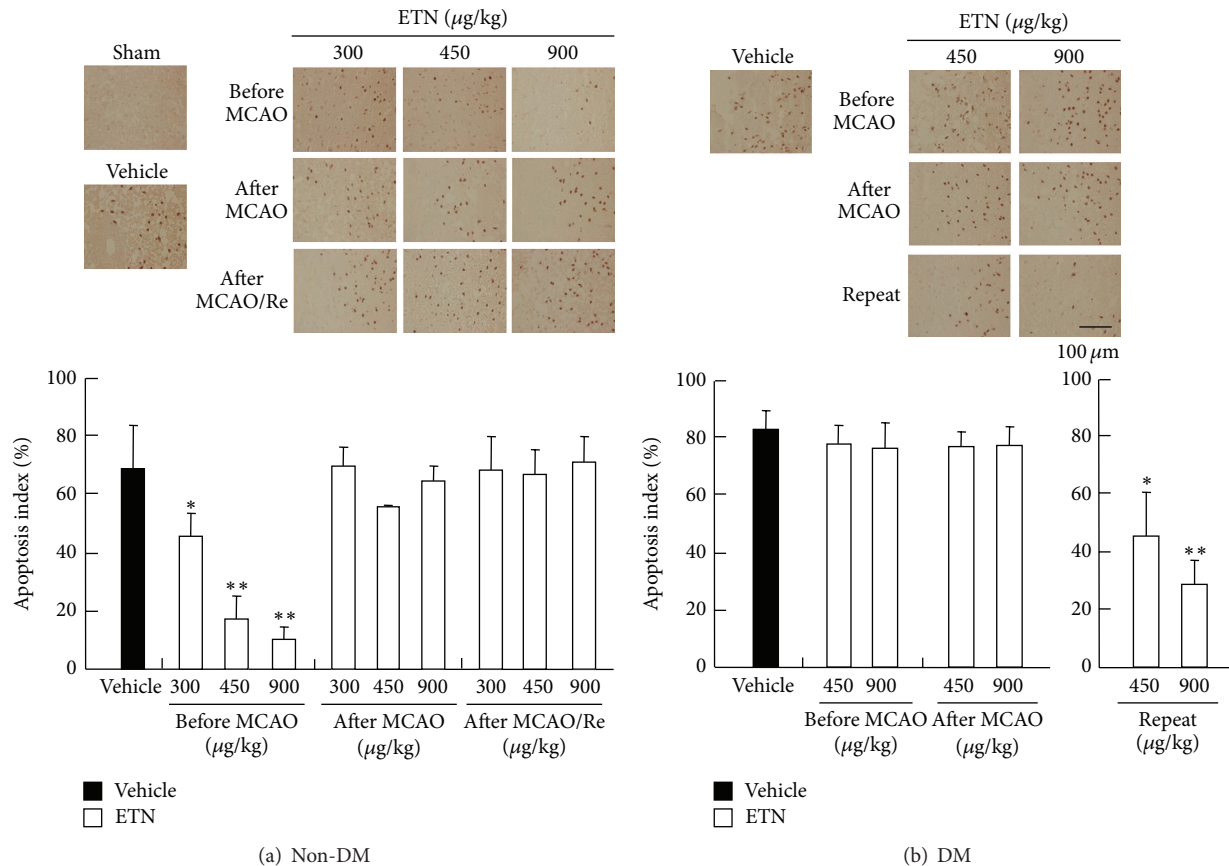 ETN (μg/kg)
Sham
300 450 900
Before
MCAO
Vehicle
After
MCAO
After
MCAO/Re
100
80
60
40
20
0
Apoptosis index (%)
* ** **
Vehicle 300 450 900 300 450 900 300 450 900
Before MCAO After MCAO After MCAO/Re
(μg/kg) (μg/kg) (μg/kg)
Vehicle
ETN
(a) Non-DM
ETN (μg/kg)
Vehicle 450 900
Before
MCAO
After
MCAO
Repeat
100 μm
100
80
60
40
20
0
Apoptosis index (%)
Vehicle 450 900 450 900
Before MCAO After MCAO
(μg/kg) (μg/kg)
100
80
60
40
20
0
* **
450 900
Repeat
(μg/kg)
Vehicle
ETN
(b) DM